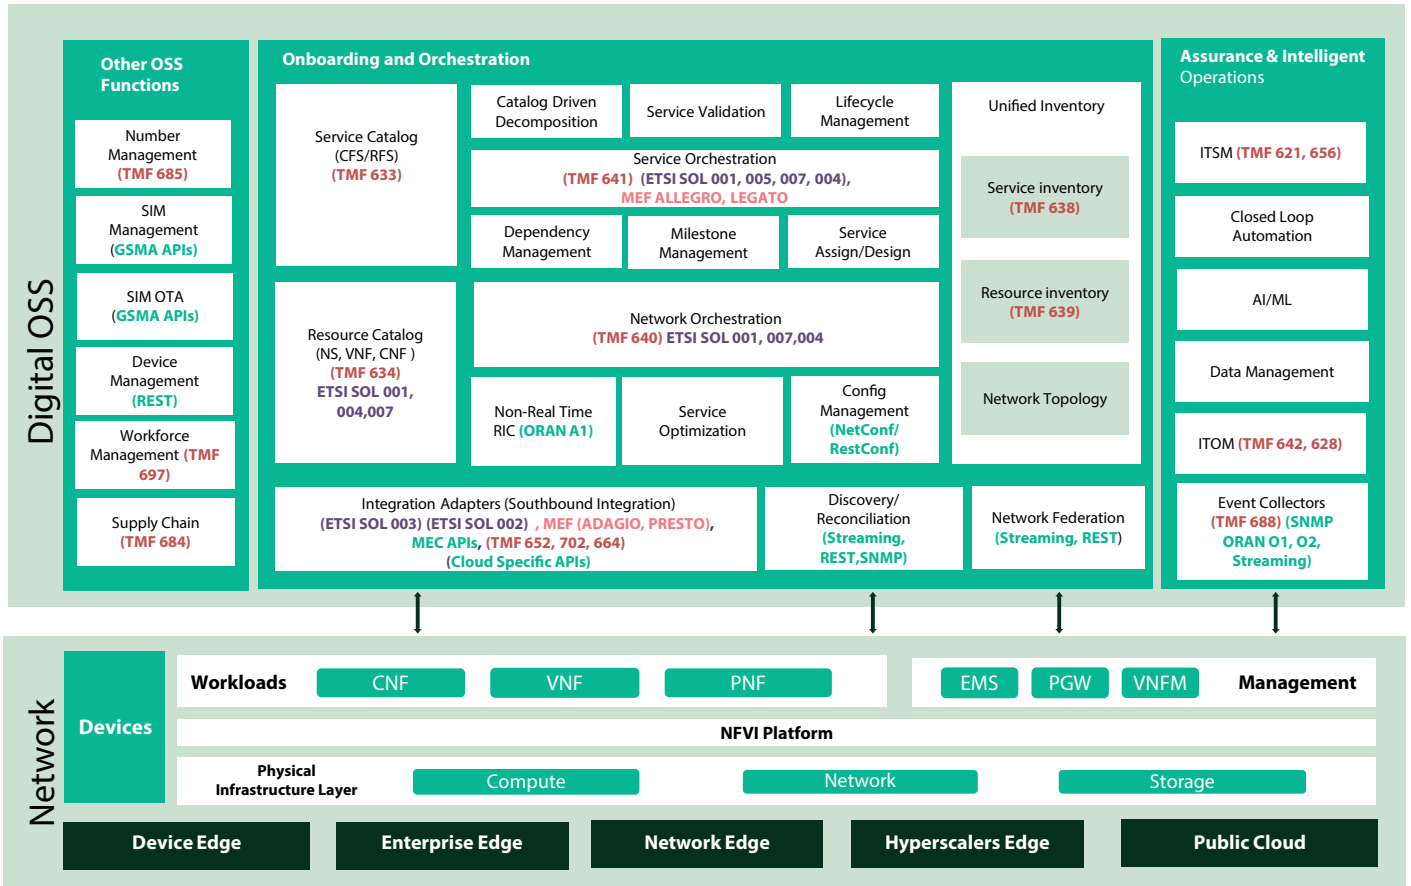 Digital OSS
Other OSS
Functions
Number
Management
(TMF 685)
SIM
Management
(GSMA APIs)
SIM OTA
(GSMA APIs)
Device
Management
(REST)
Workforce
Management (TMF
697)
Supply Chain
(TMF 684)
Onboarding and Orchestration
Service Catalog
(CFS/RFS)
(TMF 633)
Catalog Driven
Decomposition
Service Validation
Lifecycle
Management
Service Orchestration
(TMF 641) (ETSI SOL 001, 005, 007, 004),
MEF ALLEGRO, LEGATO
Dependency
Management
Milestone
Management
Service
Assign/Design
Resource Catalog
(NS, VNF, CNF )
(TMF 634)
ETSI SOL 001,
004,007
Network Orchestration
(TMF 640) ETSI SOL 001, 007,004
Non-Real Time
RIC (ORAN A1)
Service
Optimization
Config
Management
(NetConf/
RestConf)
Unified Inventory
Service inventory
(TMF 638)
Resource inventory
(TMF 639)
Network Topology
Integration Adapters (Southbound Integration)
(ETSI SOL 003) (ETSI SOL 002) , MEF (ADAGIO, PRESTO),
MEC APIs, (TMF 652, 702, 664)
(Cloud Specific APIs)
Discovery/
Reconciliation
(Streaming,
REST,SNMP)
Network Federation
(Streaming, REST)
Assurance & Intelligent
Operations
ITSM (TMF 621, 656)
Closed Loop
Automation
AI/ML
Data Management
ITOM (TMF 642, 628)
Event Collectors
(TMF 688) (SNMP
ORAN O1, O2,
Streaming)
Network
Devices
Workloads
CNF
VNF
PNF
EMS
PGW
VNFM
Management
NFVI Platform
Physical
Infrastructure Layer
Compute
Network
Storage
Device Edge
Enterprise Edge
Network Edge
Hyperscalers Edge
Public Cloud